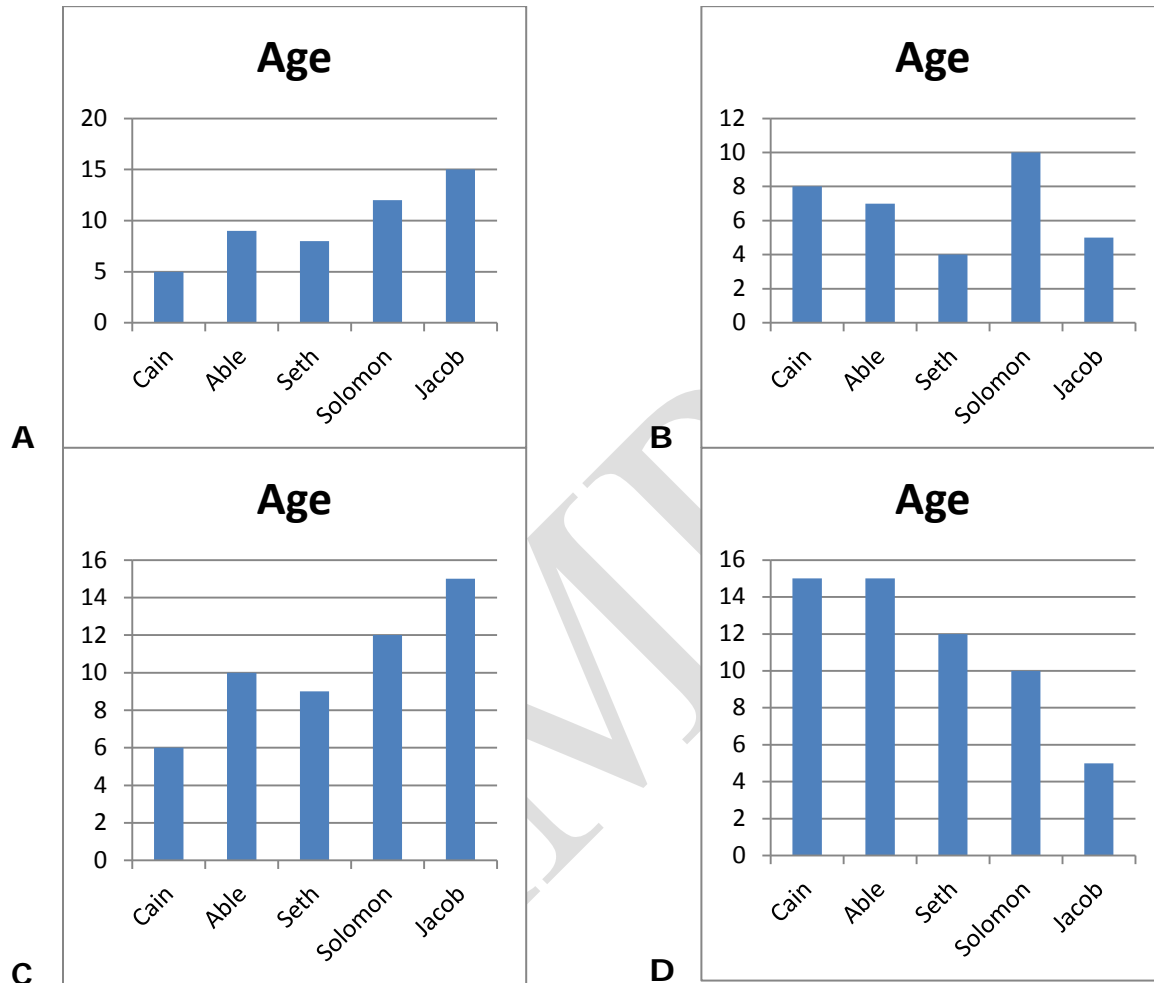 Age
20
15
10
5
0
Cain
Able
Seth
Solomon
Jacob
A
Age
12
10
8
6
4
2
0
Cain
Able
Seth
Solomon
Jacob
B
Age
16
14
12
10
8
6
4
2
0
Cain
Able
Seth
Solomon
Jacob
C
Age
16
14
12
10
8
6
4
2
0
Cain
Able
Seth
Solomon
Jacob
D